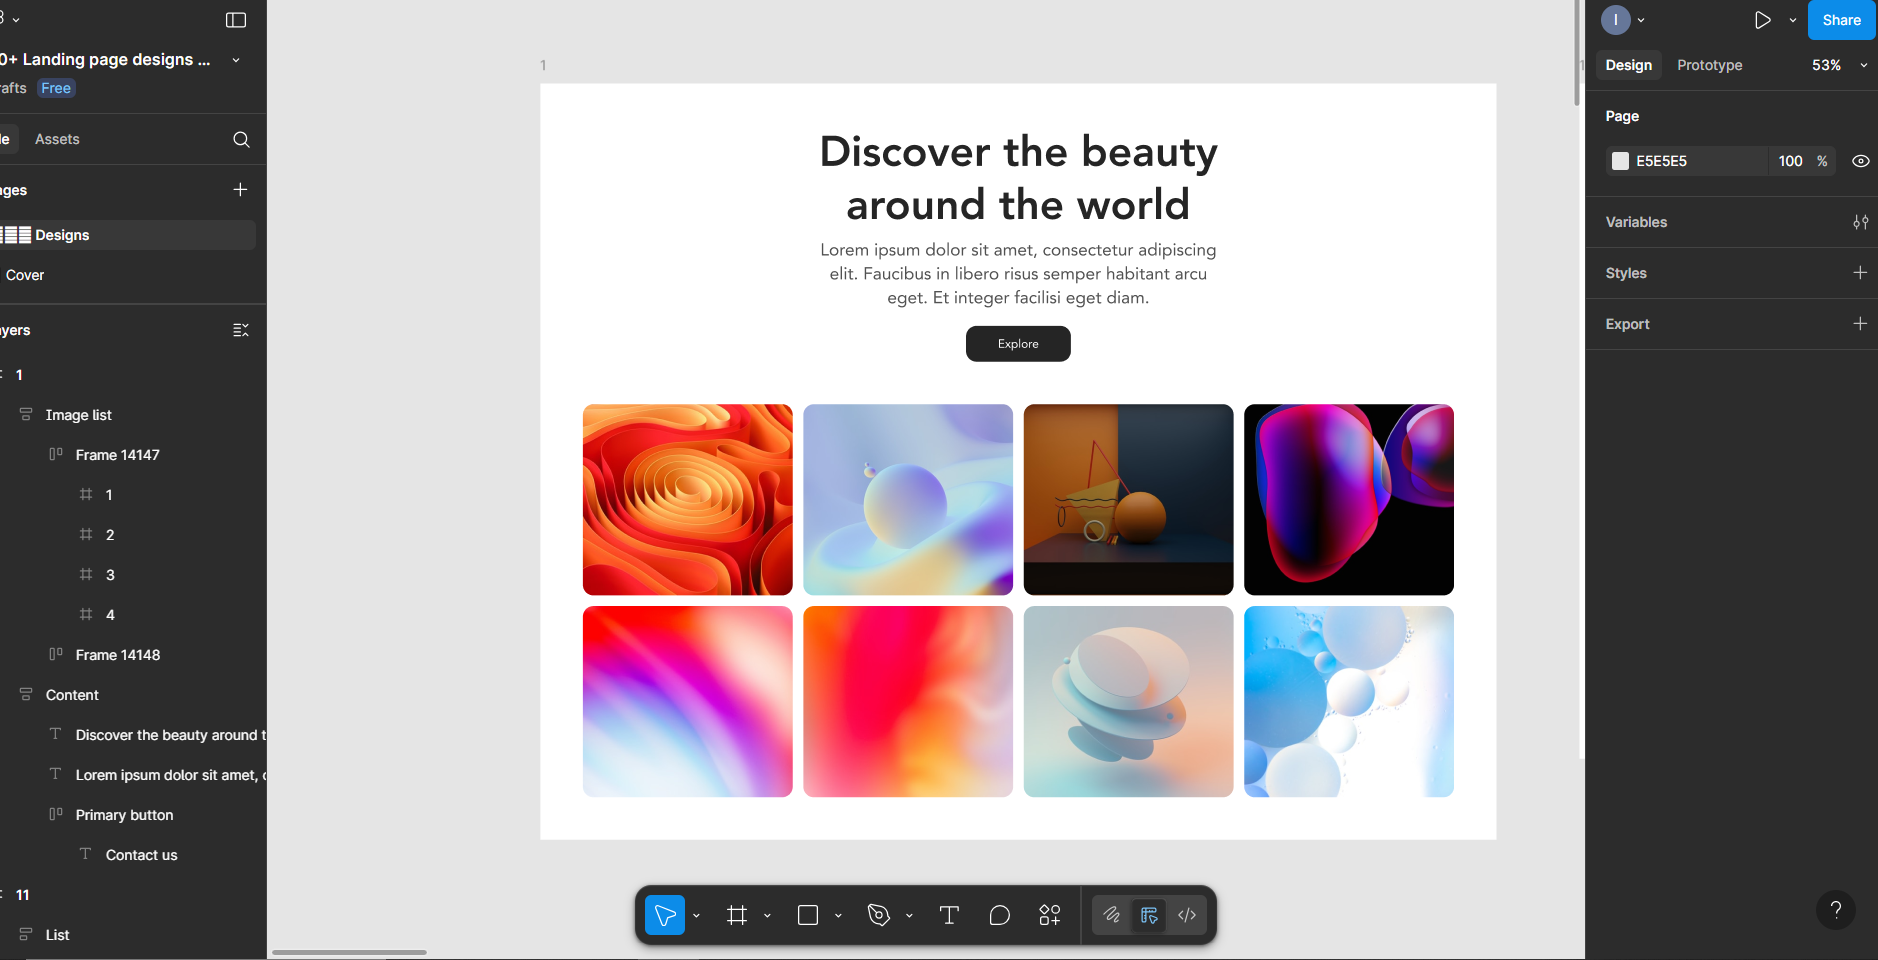 0+ Landing page designs ...
afts Free
le Assets
ges
Designs
Cover
yers
1
Image list
Frame 14147
1
2
3
4
Frame 14148
Content
Discover the beauty around t
Lorem ipsum dolor sit amet, c
Primary button
Contact us
11
List
1
Discover the beauty
around the world
Lorem ipsum dolor sit amet, consectetur adipiscing
elit. Faucibus in libero risus semper habitant arcu
eget. Et integer facilisi eget diam.
Explore
1
I
Share
Design Prototype 53%
Page
E5E5E5 100 %
Variables
Styles
Export
?